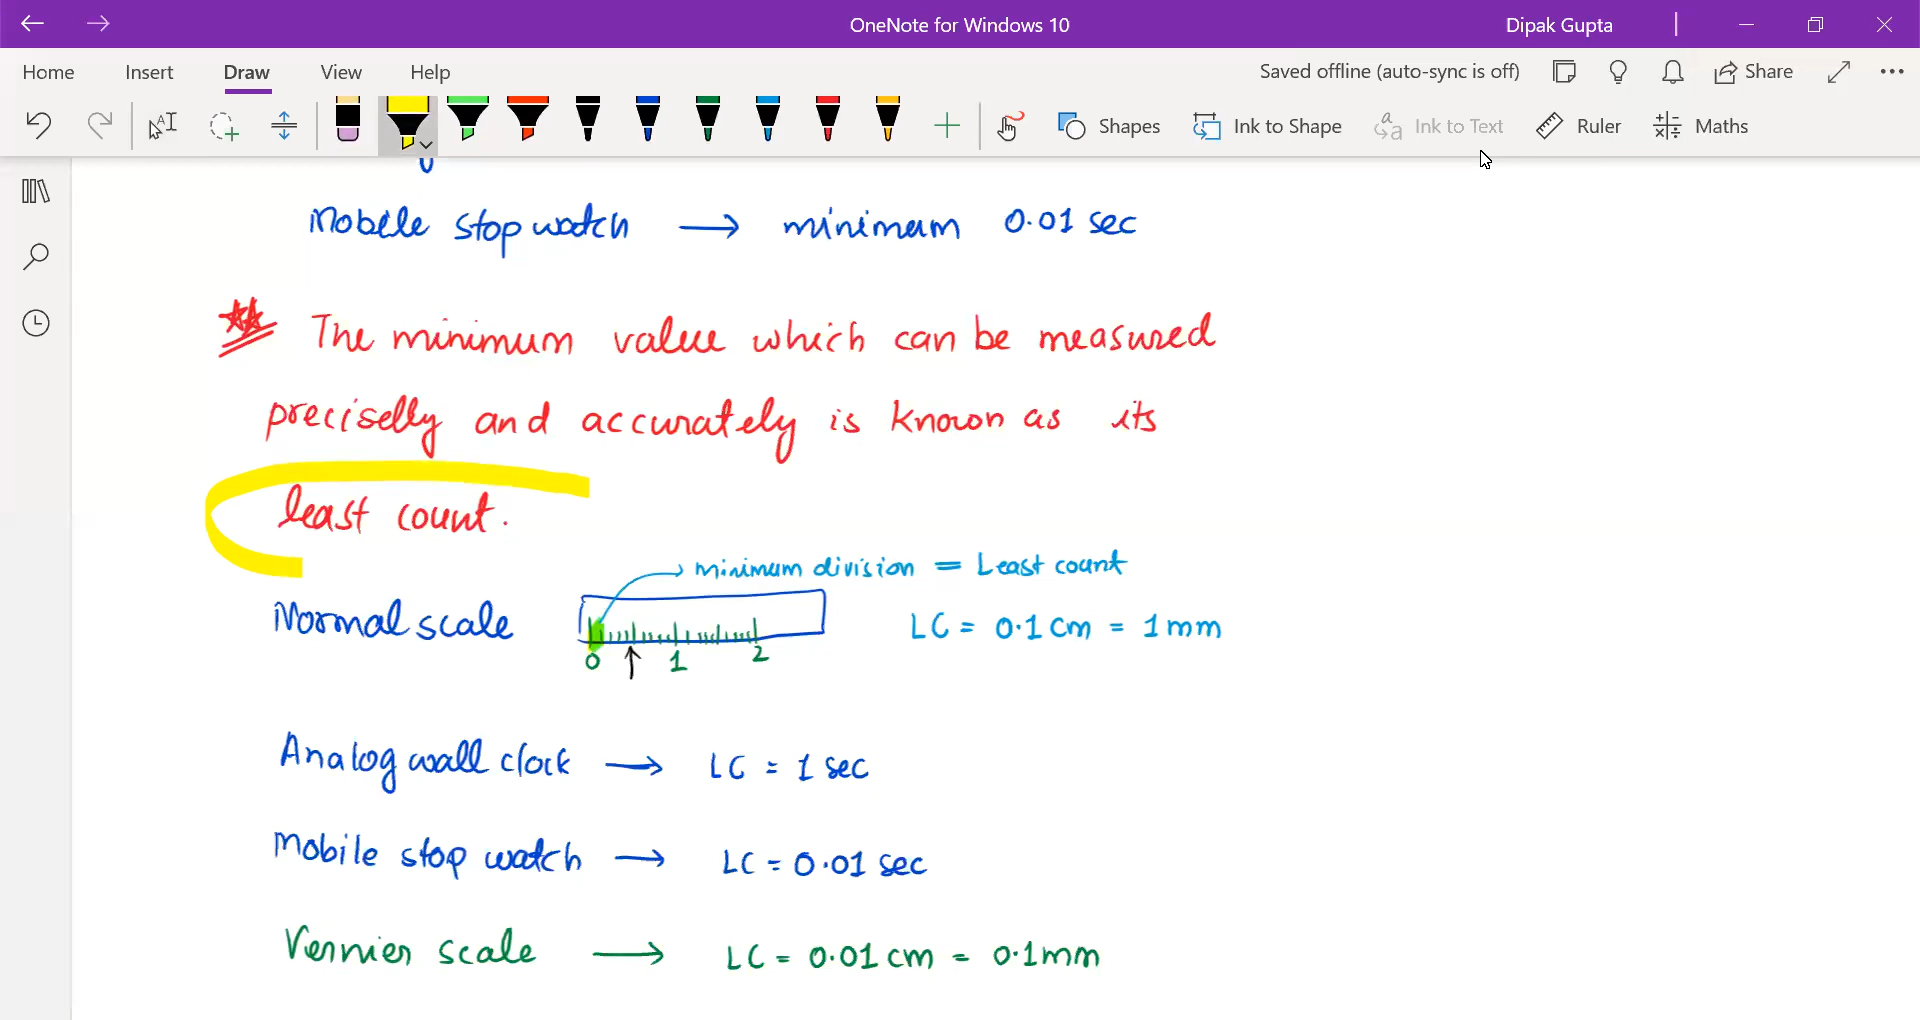 OneNote for Windows 10
Dipak Gupta
Home Insert Draw View Help
Saved offline (auto-sync is off)
Share
Shapes
Ink to Shape
Ink to Text
Ruler
Maths
Mobile stop watch → minimum 0.01 sec
** The minimum value which can be measured
preciselly and accurately is known as its
least count.
minimum division = Least count
Normal scale
LC = 0.1 cm = 1 mm
0 1 2
Analog wall clock → LC = 1 sec
Mobile stop watch → LC = 0.01 sec
Vernier scale → LC = 0.01 cm = 0.1 mm